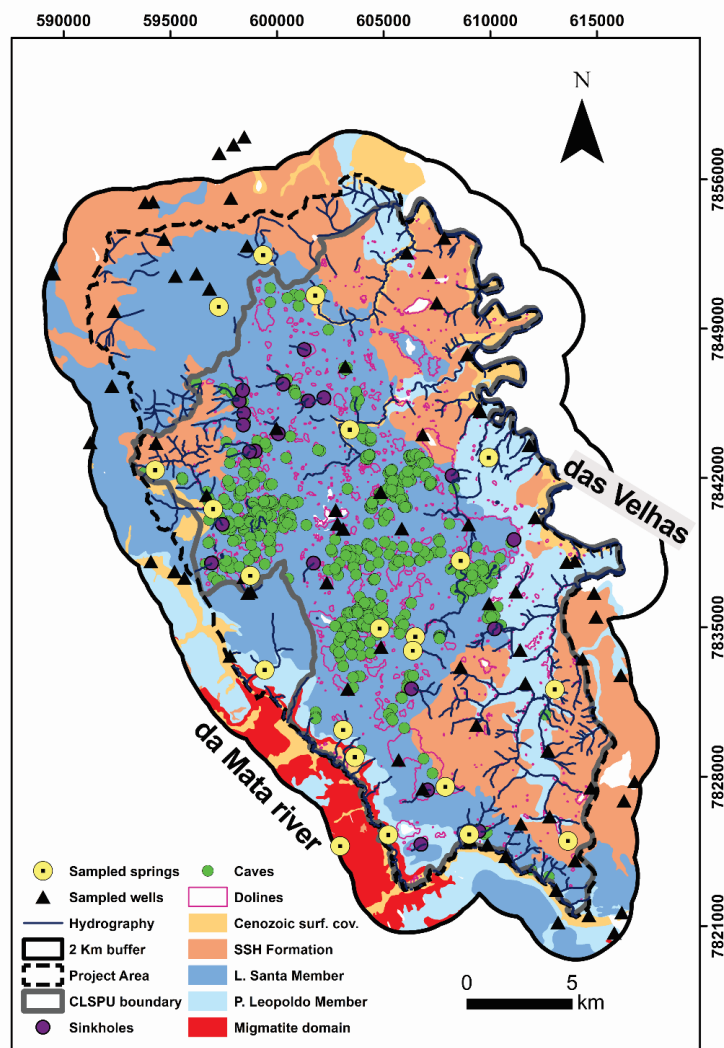 590000 595000 600000 605000 610000 615000
N
7856000
7849000
7842000
das Velhas
7835000
7828000
da Mata river
7821000
Sampled springs
Sampled wells
Hydrography
2 Km buffer
Project Area
CLSPU boundary
Sinkholes
Caves
Dolines
Cenozoic surf. cov.
SSH Formation
L. Santa Member
P. Leopoldo Member
Migmatite domain
0 5
km